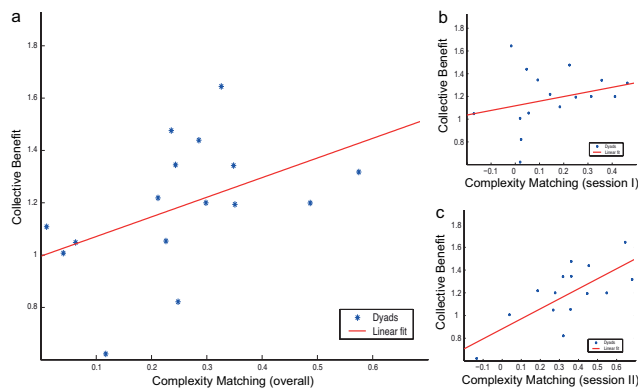 a
1.8
1.6
1.4
1.2
1
0.8
Collective Benefit
0
0.1
0.2
0.3
0.4
0.5
0.6
Complexity Matching (overall)
Dyads
Linear fit
b
1.8
1.6
1.4
1.2
1
0.8
Collective Benefit
-0.1
0
0.1
0.2
0.3
0.4
Complexity Matching (session I)
Dyads
Linear fit
c
1.8
1.6
1.4
1.2
1
0.8
Collective Benefit
-0.1
0
0.1
0.2
0.3
0.4
0.5
0.6
Complexity Matching (session II)
Dyads
Linear fit